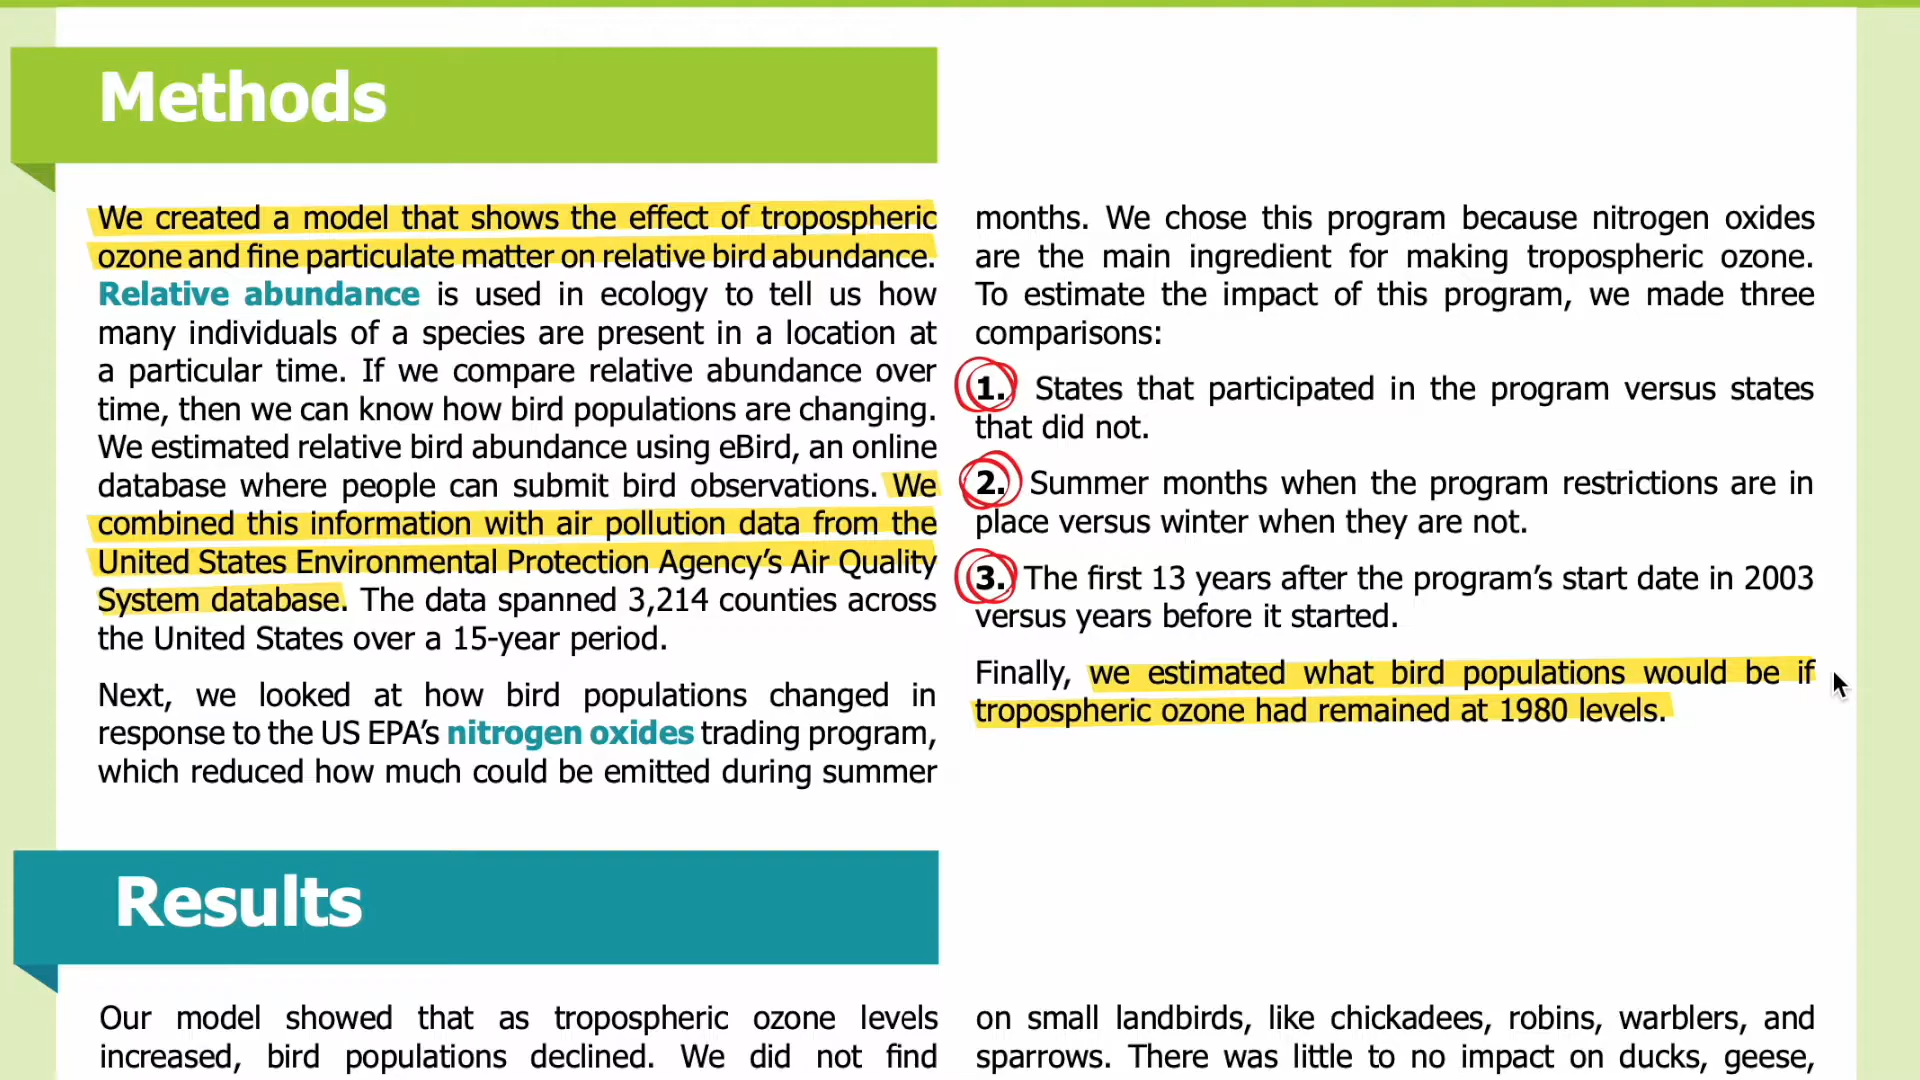 Methods
We created a model that shows the effect of tropospheric
ozone and fine particulate matter on relative bird abundance.
Relative abundance is used in ecology to tell us how
many individuals of a species are present in a location at
a particular time. If we compare relative abundance over
time, then we can know how bird populations are changing.
We estimated relative bird abundance using eBird, an online
database where people can submit bird observations. We
combined this information with air pollution data from the
United States Environmental Protection Agency’s Air Quality
System database. The data spanned 3,214 counties across
the United States over a 15-year period.
Next, we looked at how bird populations changed in
response to the US EPA’s nitrogen oxides trading program,
which reduced how much could be emitted during summer
months. We chose this program because nitrogen oxides
are the main ingredient for making tropospheric ozone.
To estimate the impact of this program, we made three
comparisons:
1. States that participated in the program versus states
that did not.
2. Summer months when the program restrictions are in
place versus winter when they are not.
3. The first 13 years after the program’s start date in 2003
versus years before it started.
Finally, we estimated what bird populations would be if
tropospheric ozone had remained at 1980 levels.
Results
Our model showed that as tropospheric ozone levels
increased, bird populations declined. We did not find
on small landbirds, like chickadees, robins, warblers, and
sparrows. There was little to no impact on ducks, geese,